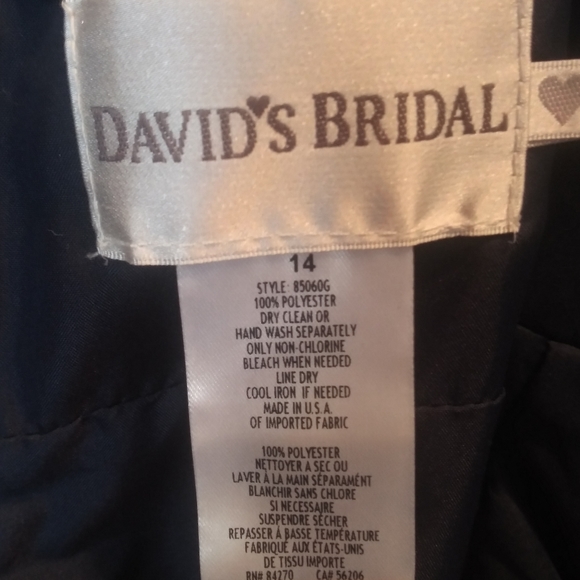 DAVID'S BRIDAL
14
STYLE: 85060G
100% POLYESTER
DRY CLEAN OR
HAND WASH SEPARATELY
ONLY NON-CHLORINE
BLEACH WHEN NEEDED
LINE DRY
COOL IRON IF NEEDED
MADE IN U.S.A.
OF IMPORTED FABRIC
100% POLYESTER
NETTOYER A SEC OU
LAVER À LA MAIN SÉPARAMÉNT
BLANCHIR SANS CHLORE
SI NECESSAIRE
SUSPENDRE SÉCHER
REPASSER À BASSE TEMPÉRATURE
FABRIQUÉ AUX ÉTATS-UNIS
DE TISSU IMPORTE
RN# 84270 CA# 56206